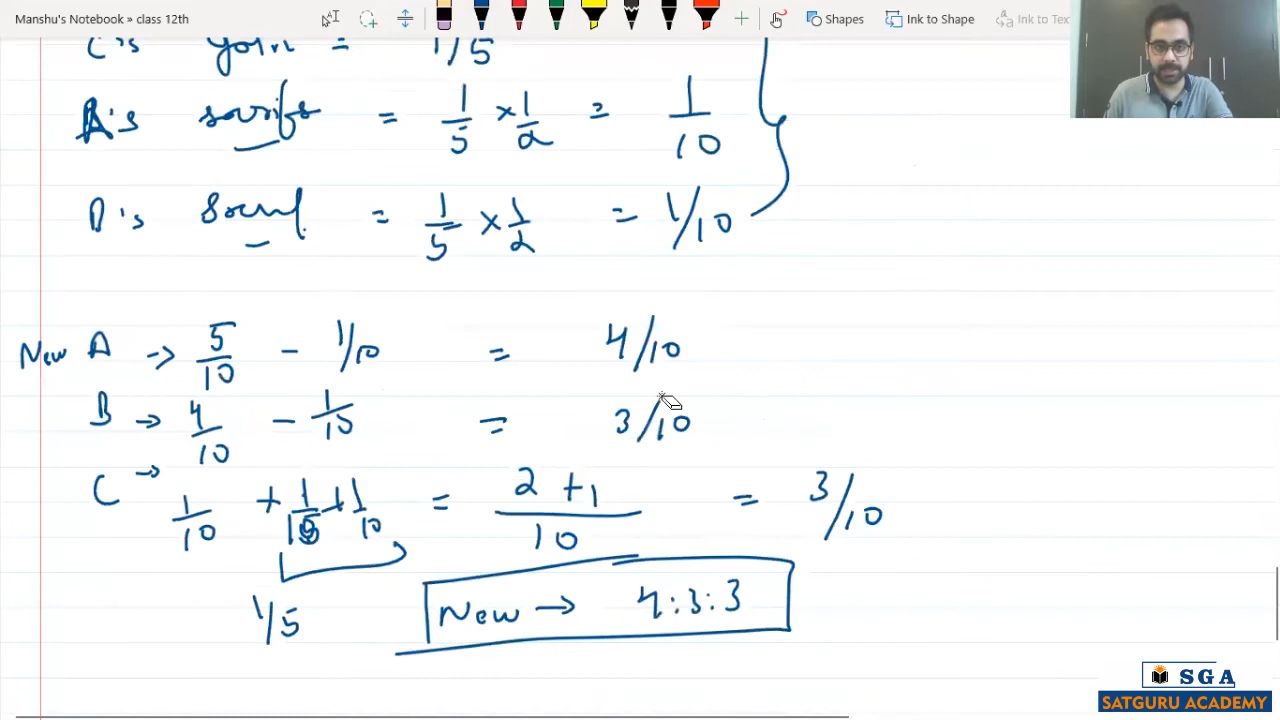 Manshu's Notebook » class 12th
Shapes
Ink to Shape
Ink to Text
C's gain = 1/5
A's sacrifice = 1/5 × 1/2 = 1/10
B's = 1/5 × 1/2 = 1/10
New A → 5/10 - 1/10 = 4/10
B → 4/10 - 1/10 = 3/10
C → 1/10 + 1/10 + 1/10 = 2 + 1 / 10 = 3/10
1/5
New → 4:3:3
SGA
SATGURU ACADEMY